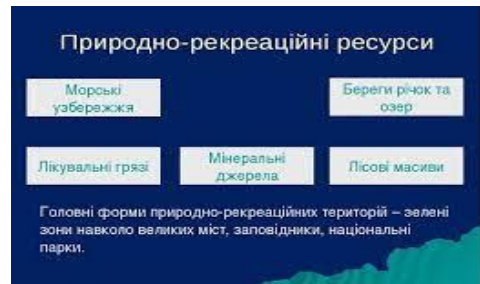 Природно-рекреаційні ресурси
Морські
узбережжя
Береги річок та
озер
Лікувальні грязі
Мінеральні
джерела
Лісові масиви
Головні форми природно-рекреаційних територій – зелені
зони навколо великих міст, заповідники, національні
парки.